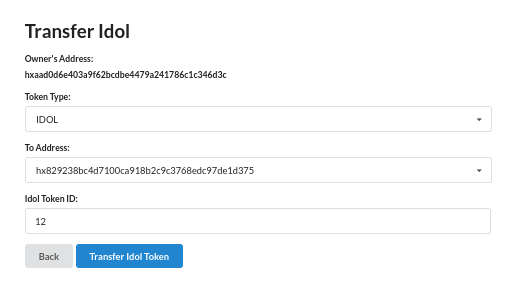 Transfer Idol
Owner's Address:
hxaad0d6e403a9f62bcdbe4479a241786c1c346d3c
Token Type:
IDOL
To Address:
hx829238bc4d7100ca918b2c9c3768edc97de1d375
Idol Token ID:
12
Back Transfer Idol Token